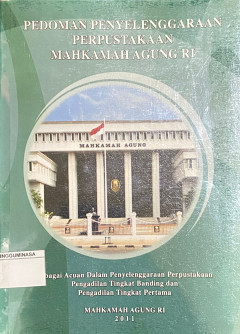 PEDOMAN PENYELENGGARAAN
PERPUSTAKAAN
MAHKAMAH AGUNG RI
MAHKAMAH AGUNG
bagai Acuan Dalam Penyelenggaraan Perpustakaan
Pengadilan Tingkat Banding dan
Pengadilan Tingkat Pertama
MAHKAMAH AGUNG RI
2011